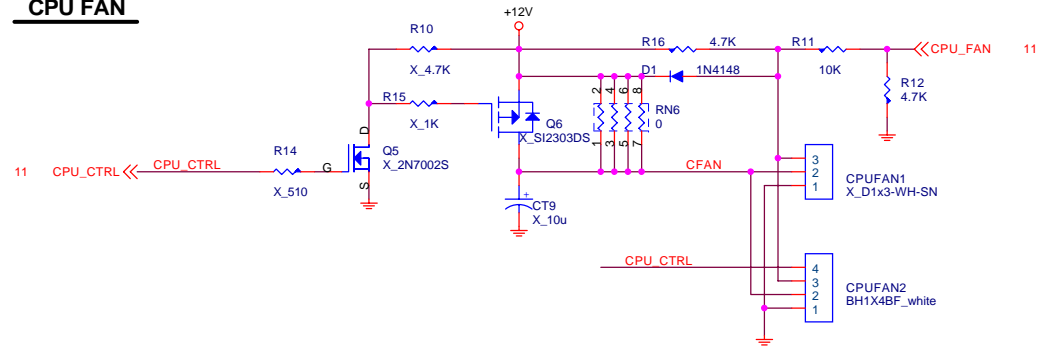 CPU FAN
+12V
R10
X_4.7K
R16
4.7K
R11
10K
CPU_FAN
11
R12
4.7K
D1
1N4148
R15
X_1K
Q6
X_SI2303DS
2
4
6
8
RN6
0
1
3
5
7
D
Q5
X_2N7002S
G
S
11
CPU_CTRL
CPU_CTRL
R14
X_510
CFAN
+
CT9
X_10u
3
2
1
CPUFAN1
X_D1x3-WH-SN
CPU_CTRL
4
3
2
1
CPUFAN2
BH1X4BF_white